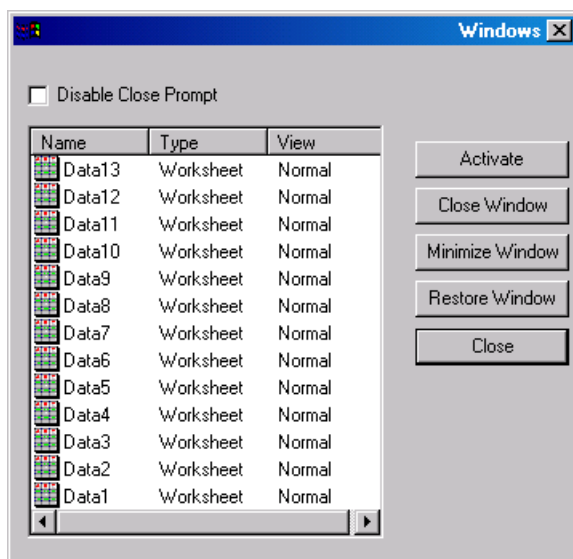 Windows
Disable Close Prompt
Name Type View
Data13 Worksheet Normal
Data12 Worksheet Normal
Data11 Worksheet Normal
Data10 Worksheet Normal
Data9 Worksheet Normal
Data8 Worksheet Normal
Data7 Worksheet Normal
Data6 Worksheet Normal
Data5 Worksheet Normal
Data4 Worksheet Normal
Data3 Worksheet Normal
Data2 Worksheet Normal
Data1 Worksheet Normal
Activate
Close Window
Minimize Window
Restore Window
Close